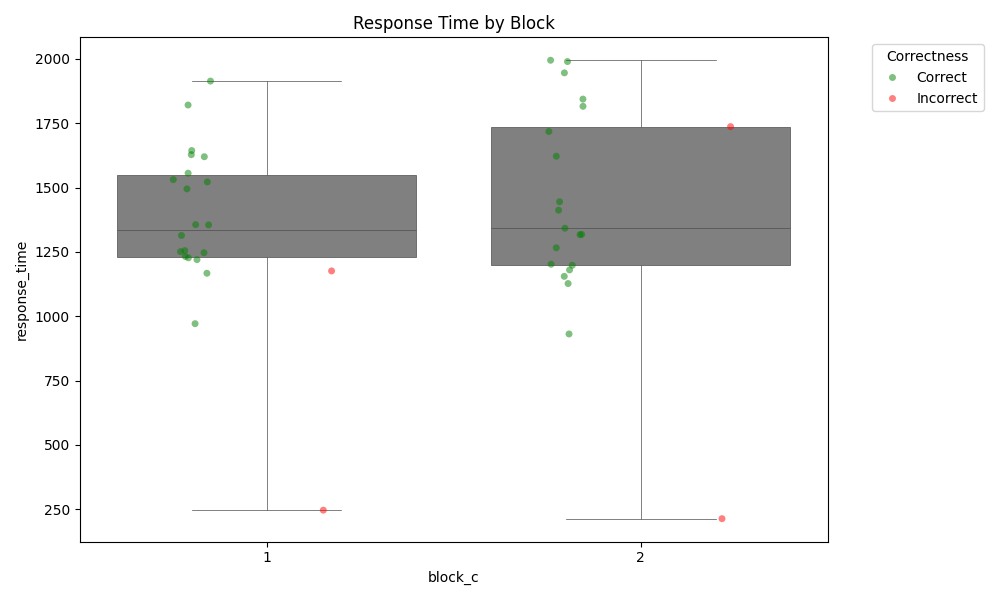 Response Time by Block
Correctness
Correct
Incorrect
2000
1750
1500
1250
1000
750
500
250
response_time
1
2
block_c